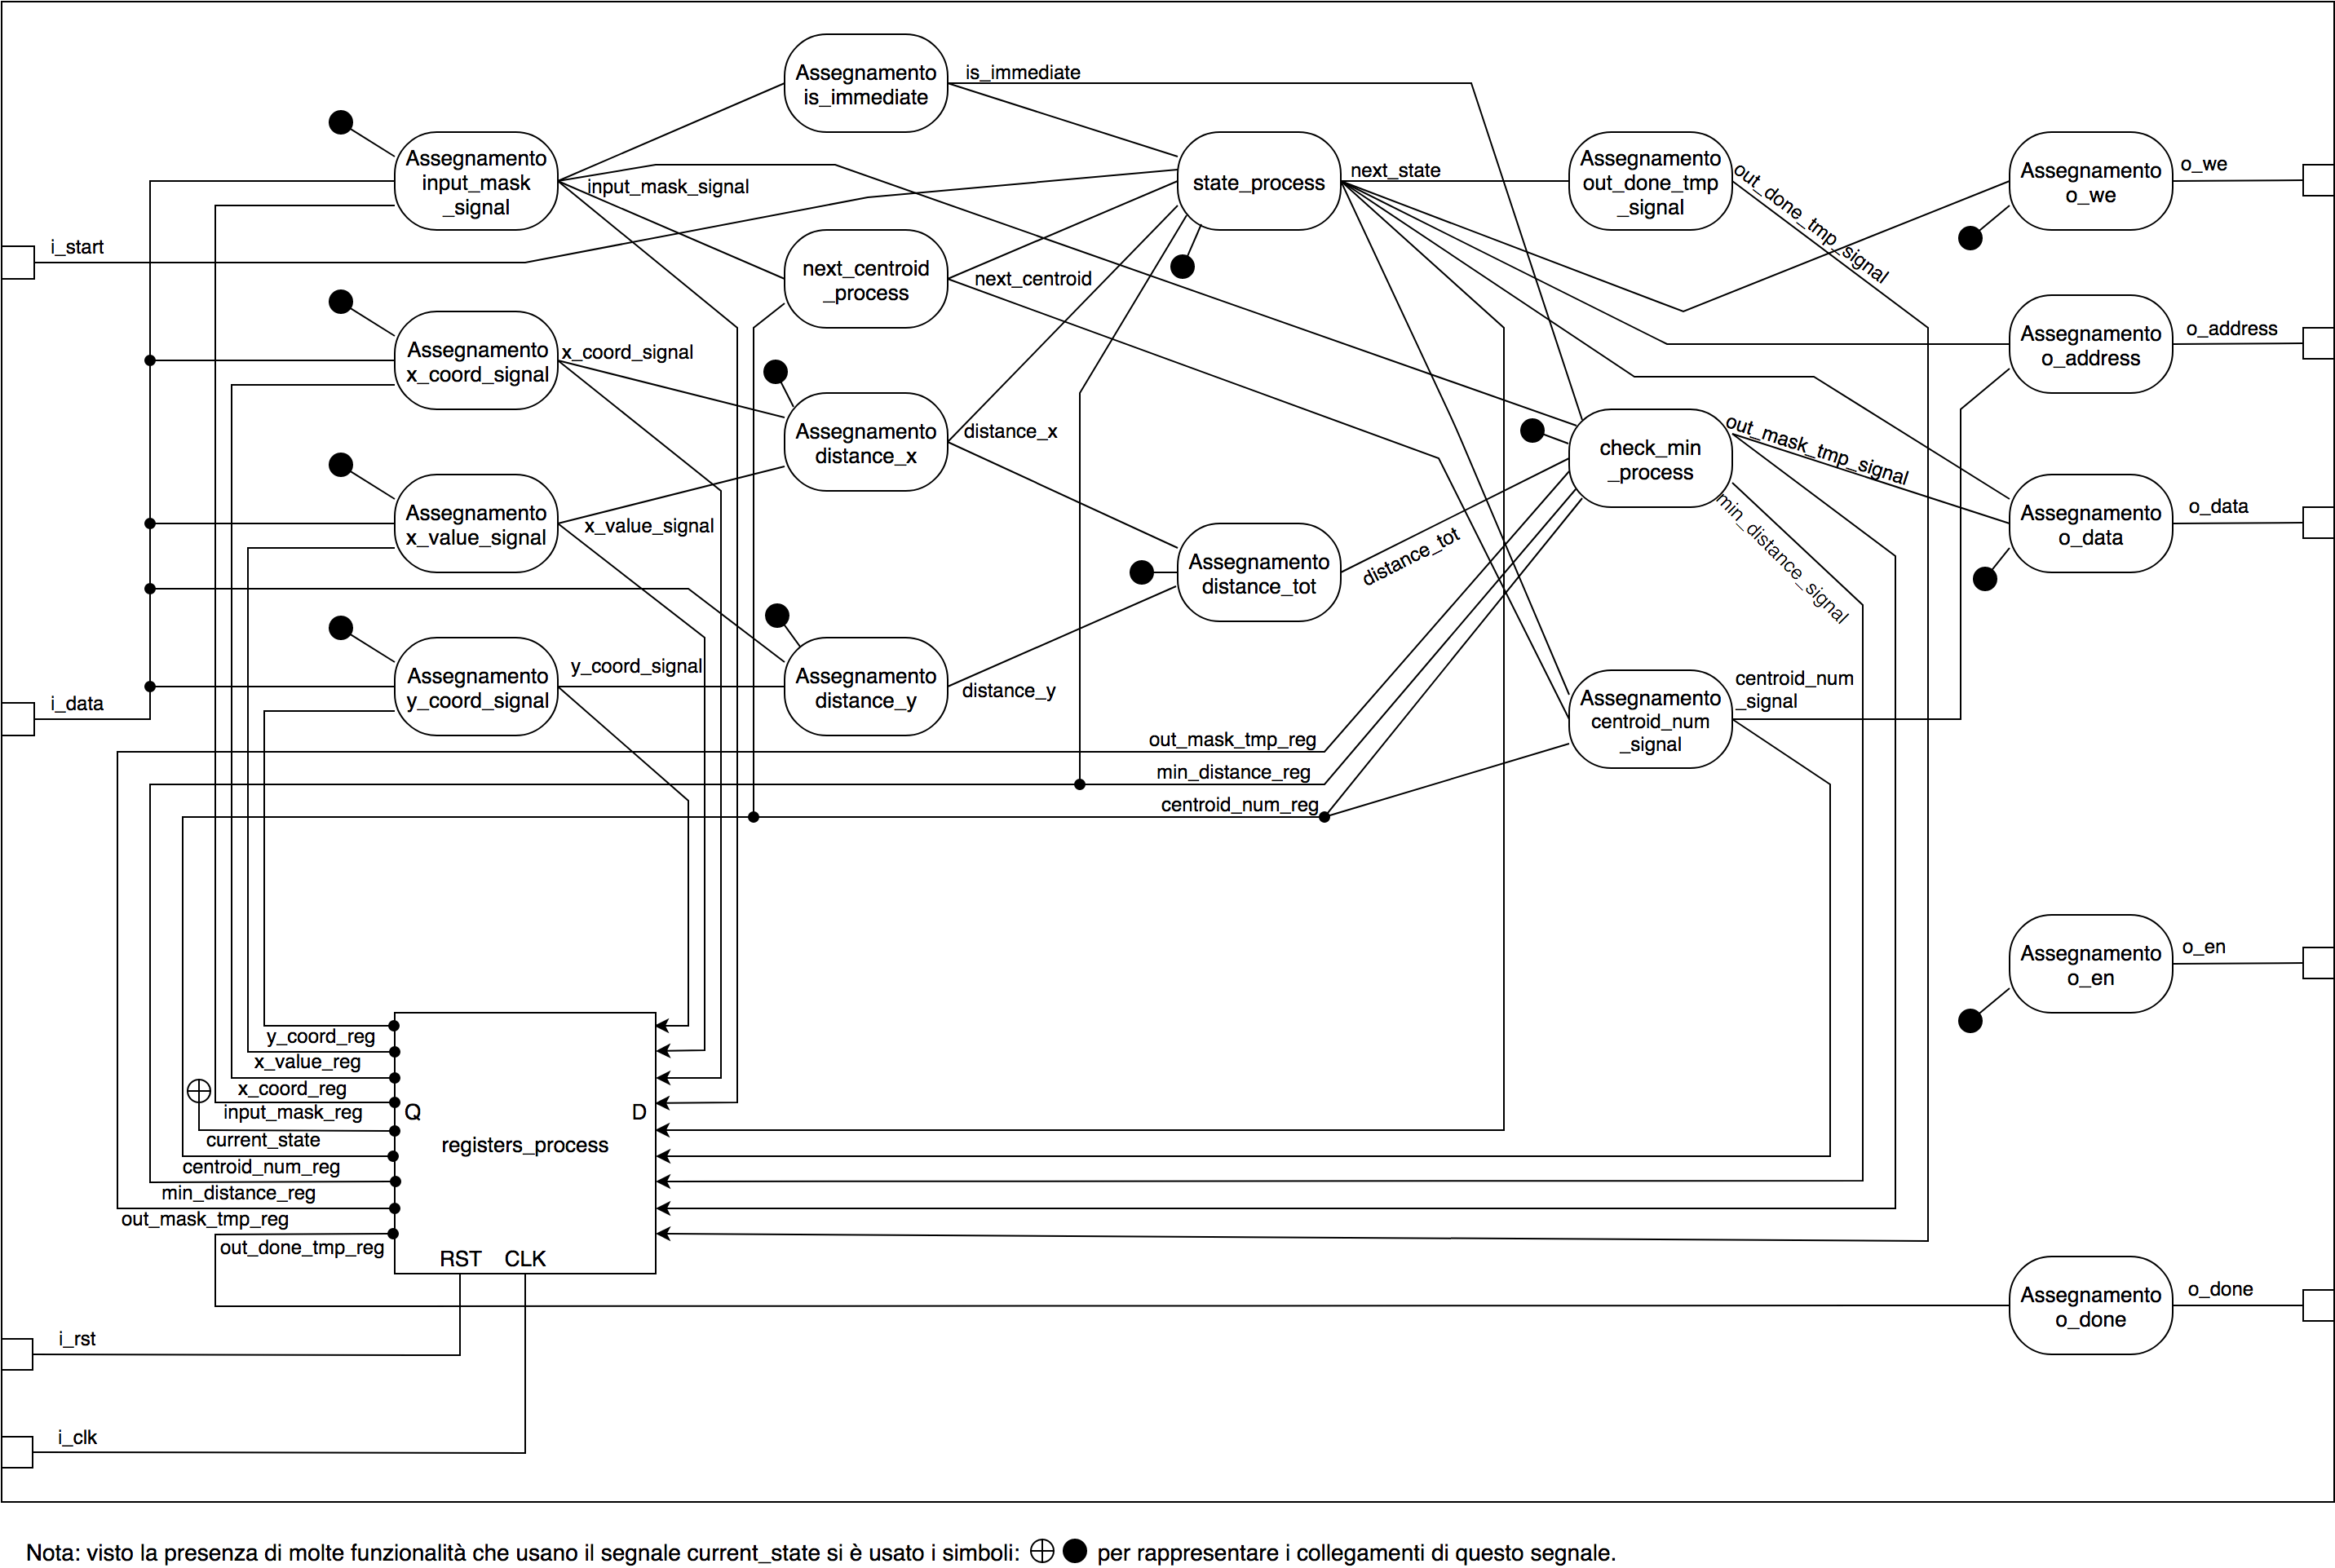 Assegnamento
is_immediate
is_immediate
Assegnamento
input_mask
_signal
input_mask_signal
state_process
next_state
Assegnamento
out_done_tmp
_signal
out_done_tmp_signal
Assegnamento
o_we
o_we
i_start
next_centroid
_process
next_centroid
Assegnamento
x_coord_signal
x_coord_signal
Assegnamento
o_address
o_address
Assegnamento
distance_x
distance_x
check_min
_process
out_mask_tmp_signal
min_distance_signal
Assegnamento
x_value_signal
x_value_signal
Assegnamento
o_data
o_data
Assegnamento
distance_tot
distance_tot
i_data
Assegnamento
y_coord_signal
y_coord_signal
Assegnamento
distance_y
distance_y
Assegnamento
centroid_num
_signal
centroid_num
_signal
out_mask_tmp_reg
min_distance_reg
centroid_num_reg
Assegnamento
o_en
o_en
y_coord_reg
x_value_reg
x_coord_reg
input_mask_reg
current_state
centroid_num_reg
min_distance_reg
out_mask_tmp_reg
out_done_tmp_reg
Q
D
registers_process
RST CLK
Assegnamento
o_done
o_done
i_rst
i_clk
Nota: visto la presenza di molte funzionalità che usano il segnale current_state si è usato i simboli: per rappresentare i collegamenti di questo segnale.